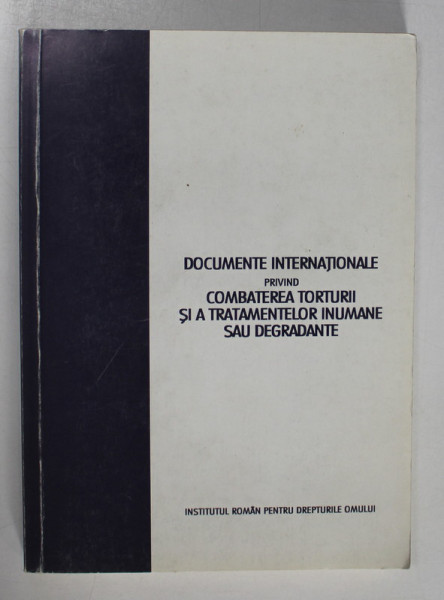 DOCUMENTE INTERNAȚIONALE
PRIVIND
COMBATEREA TORTURII
ȘI A TRATAMENTELOR INUMANE
SAU DEGRADANTE
INSTITUTUL ROMÂN PENTRU DREPTURILE OMULUI